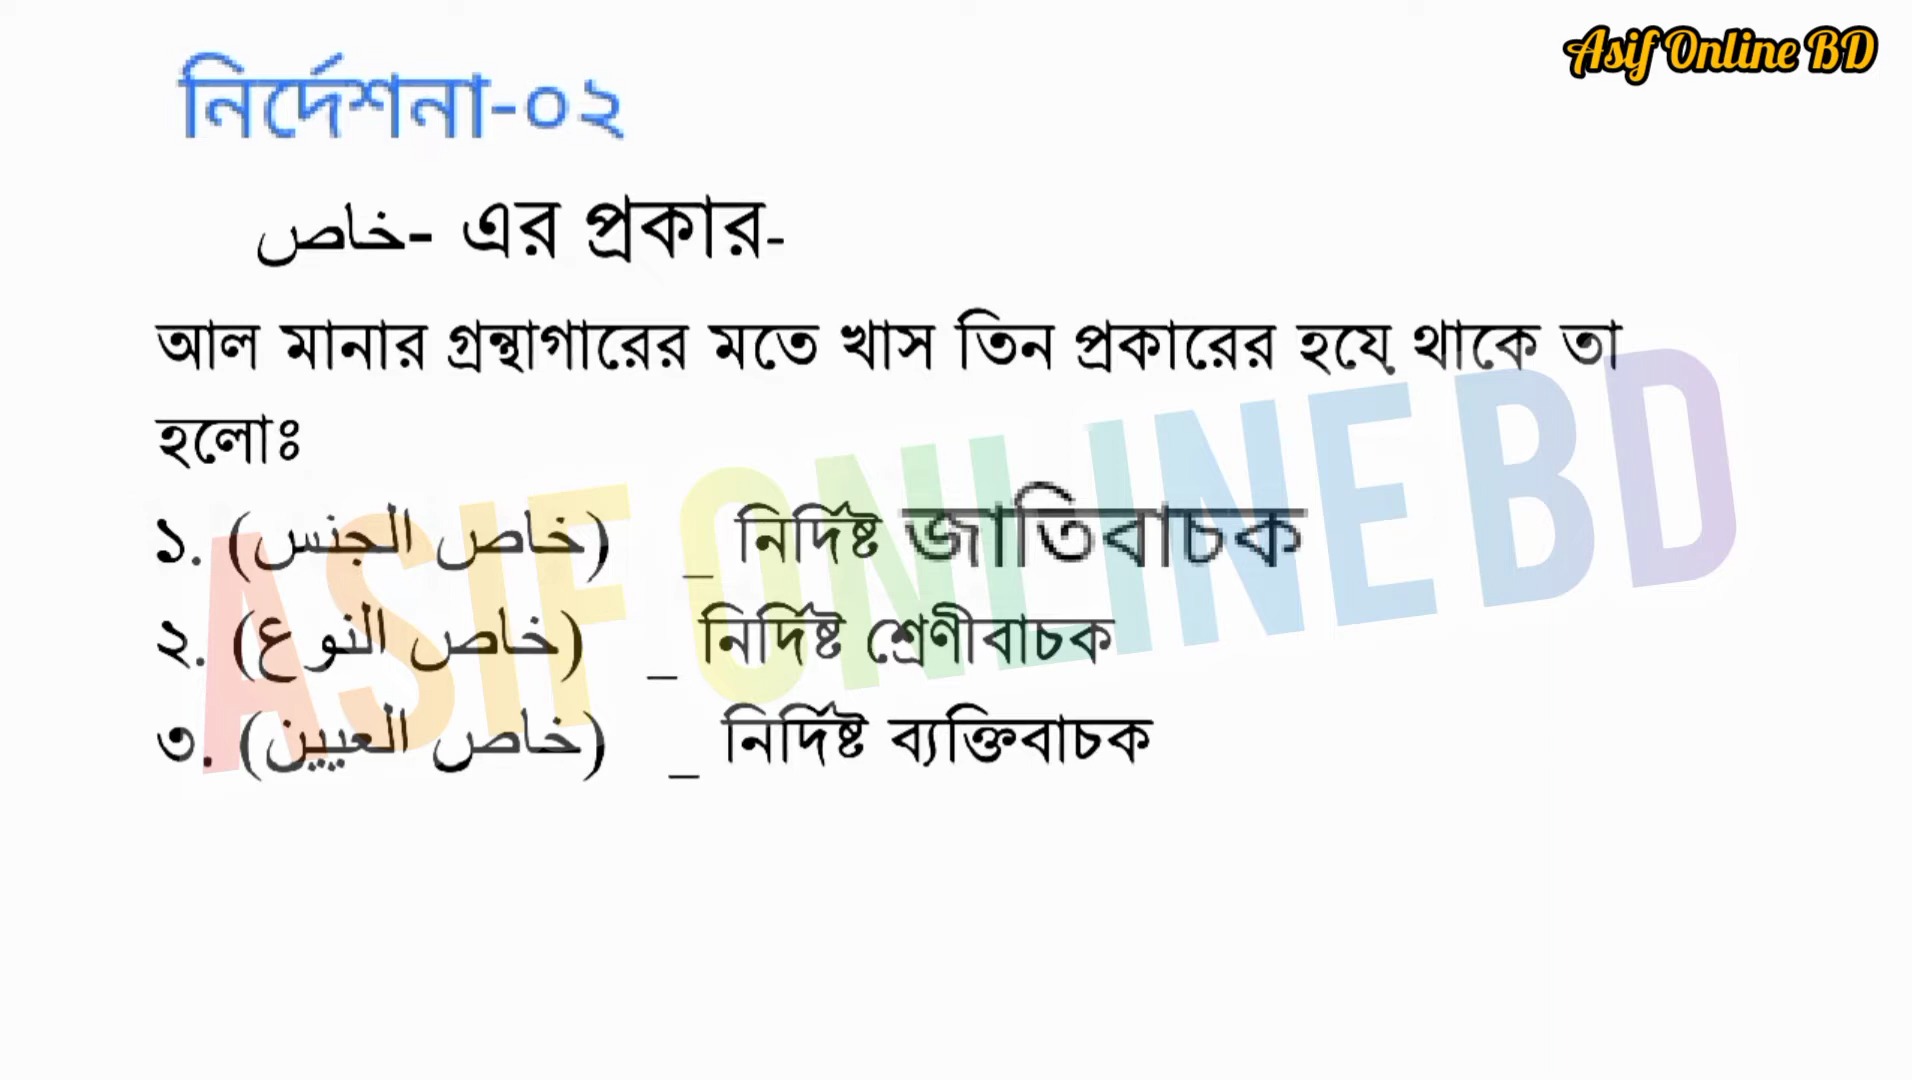 Asif Online BD
নির্দেশনা-০২
خاص- এর প্রকার-
আল মানার গ্রন্থাগারের মতে খাস তিন প্রকারের হয়ে থাকে তা
হলোঃ
১. (خاص الجنس) _ নির্দিষ্ট জাতিবাচক
২. (خاص النوع) _ নির্দিষ্ট শ্রেণীবাচক
৩. (خاص العيين) _ নির্দিষ্ট ব্যক্তিবাচক
ASIF ONLINE BD